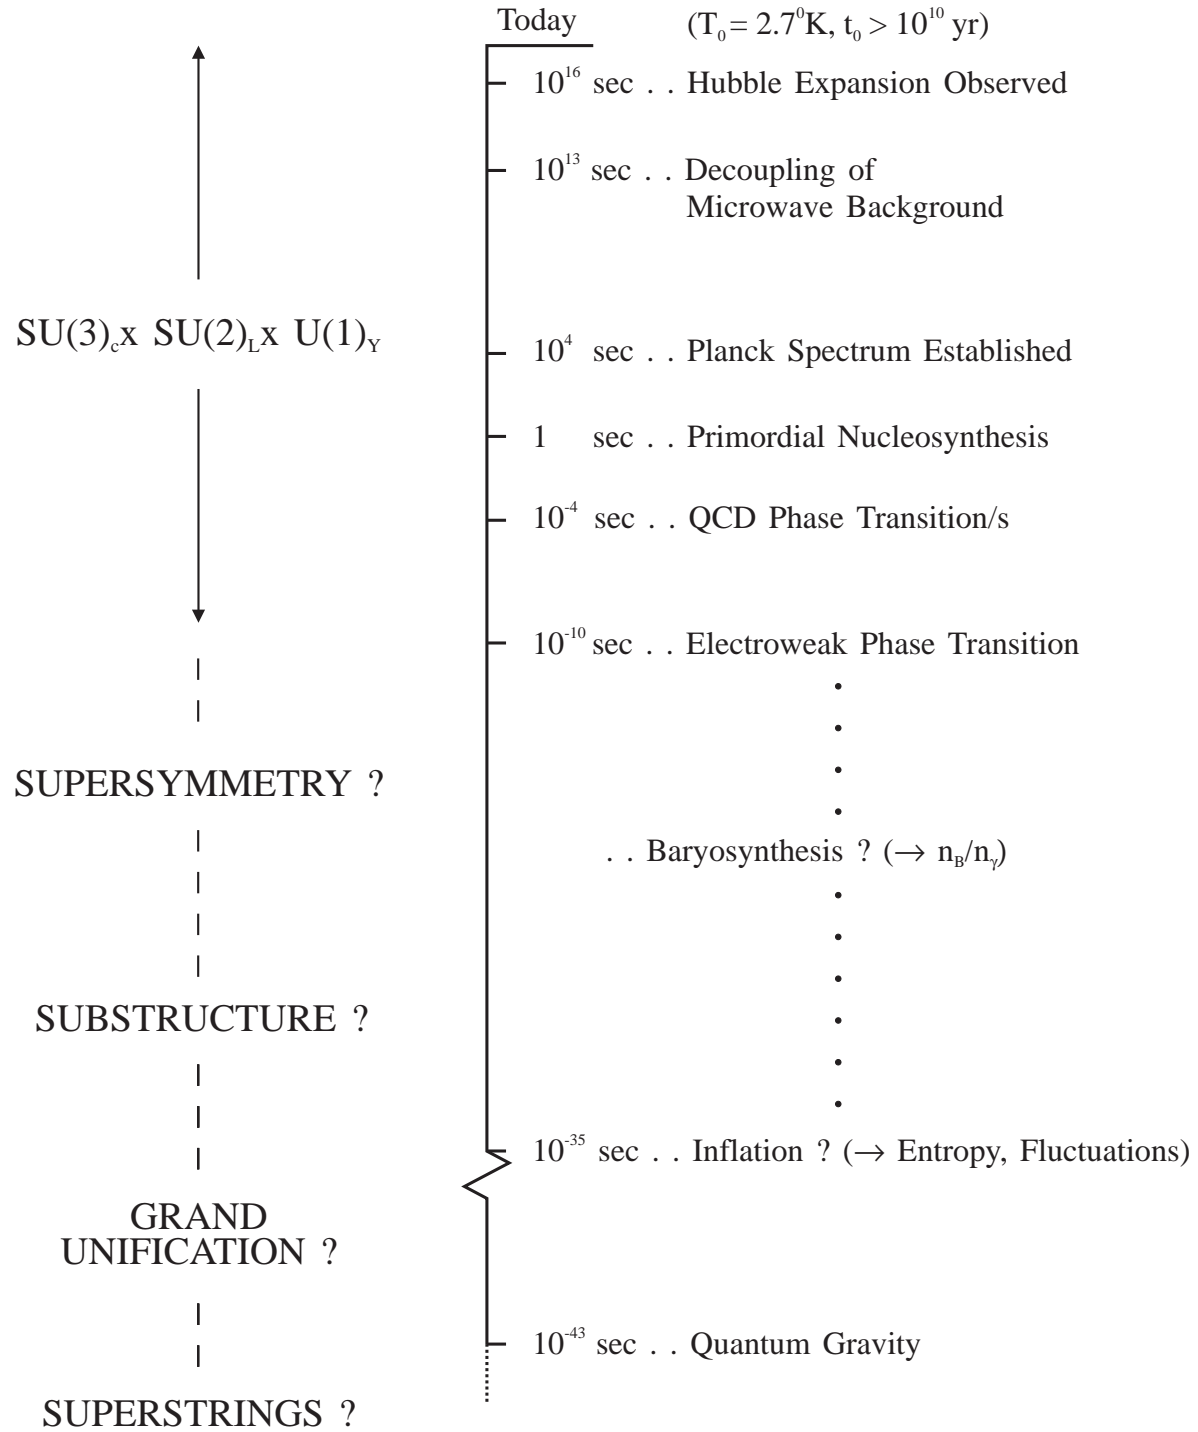 Today (T₀ = 2.7⁰K, t₀ > 10¹⁰ yr)
10¹⁶ sec . . Hubble Expansion Observed
10¹³ sec . . Decoupling of
Microwave Background
SU(3)c x SU(2)L x U(1)Y
10⁴ sec . . Planck Spectrum Established
1 sec . . Primordial Nucleosynthesis
10⁻⁴ sec . . QCD Phase Transition/s
10⁻¹⁰ sec . . Electroweak Phase Transition
SUPERSYMMETRY ?
. . Baryosynthesis ? (→ nB/nγ)
SUBSTRUCTURE ?
10⁻³⁵ sec . . Inflation ? (→ Entropy, Fluctuations)
GRAND
UNIFICATION ?
10⁻⁴³ sec . . Quantum Gravity
SUPERSTRINGS ?